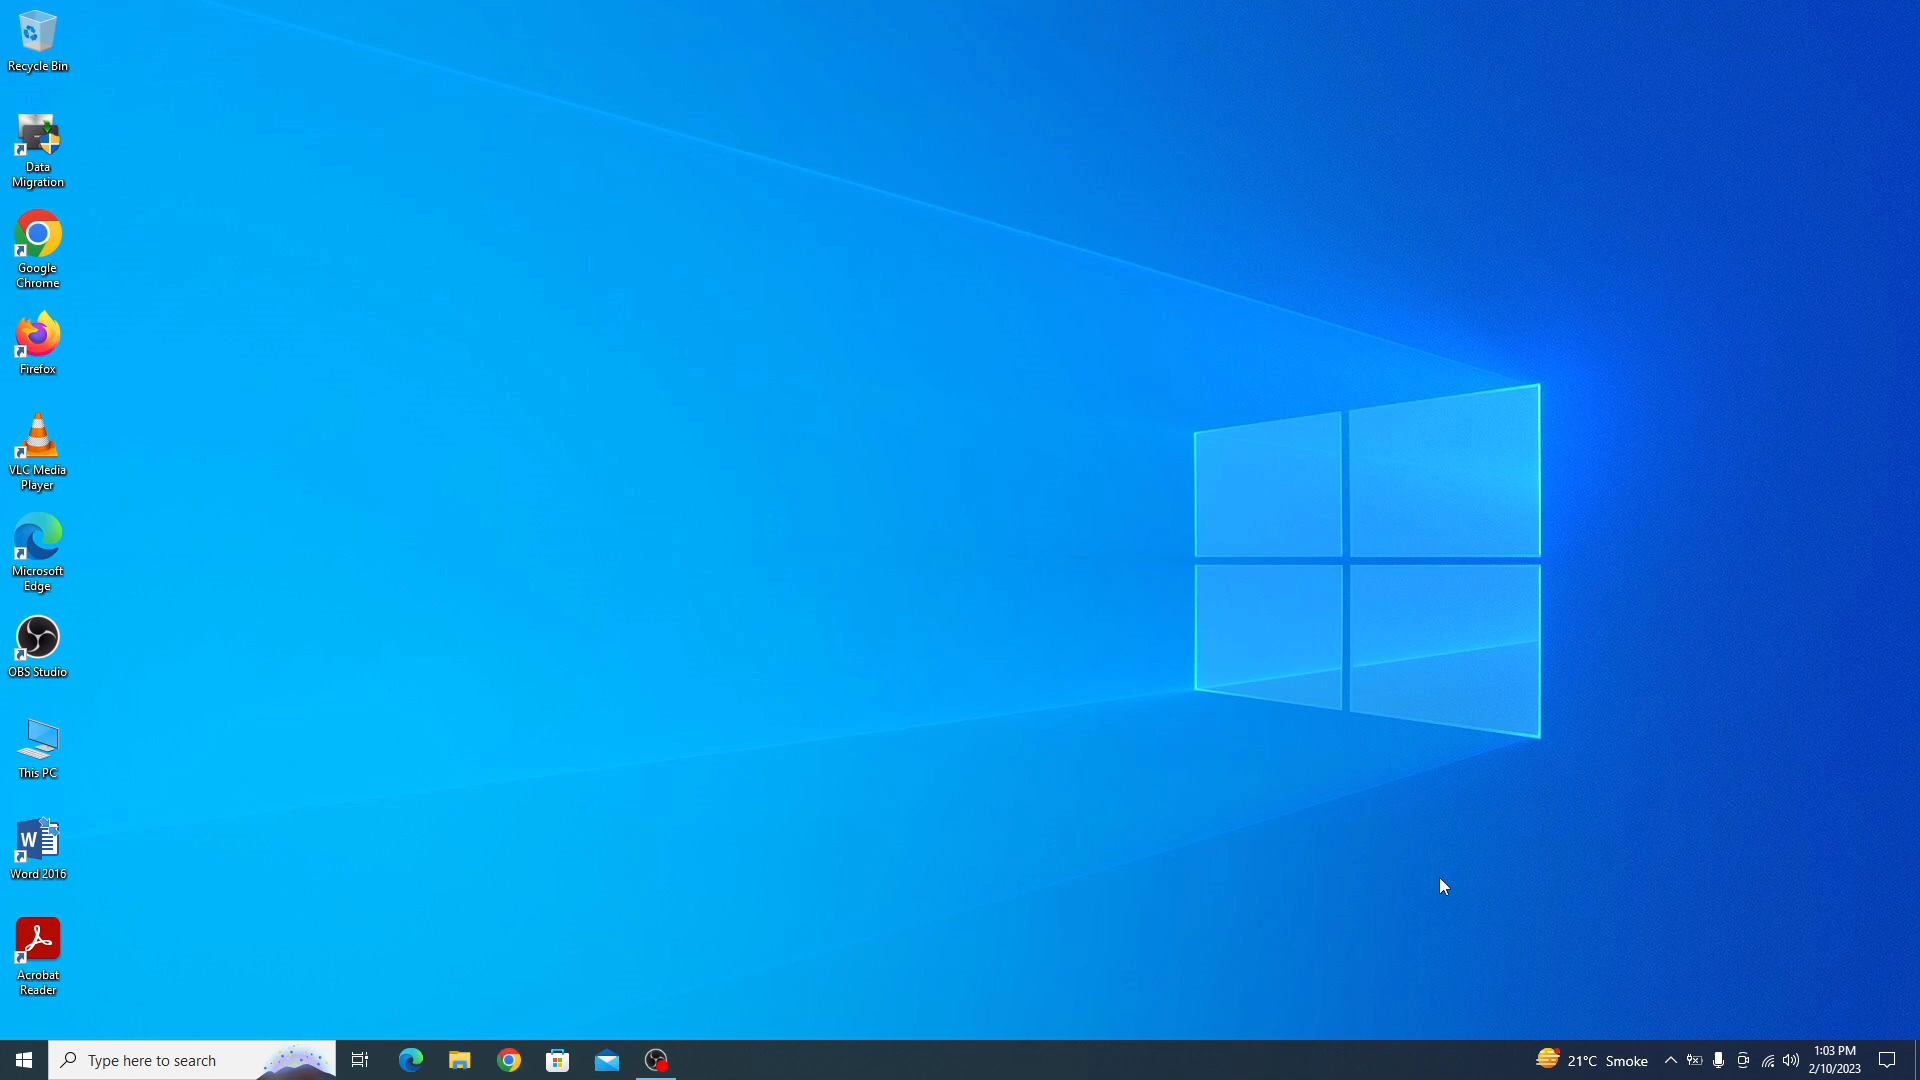 Recycle Bin
Data
Migration
Google
Chrome
Firefox
VLC Media
Player
Microsoft
Edge
OBS Studio
This PC
W
Word 2016
Acrobat
Reader
Type here to search
21°C Smoke
1:03 PM
2/10/2023